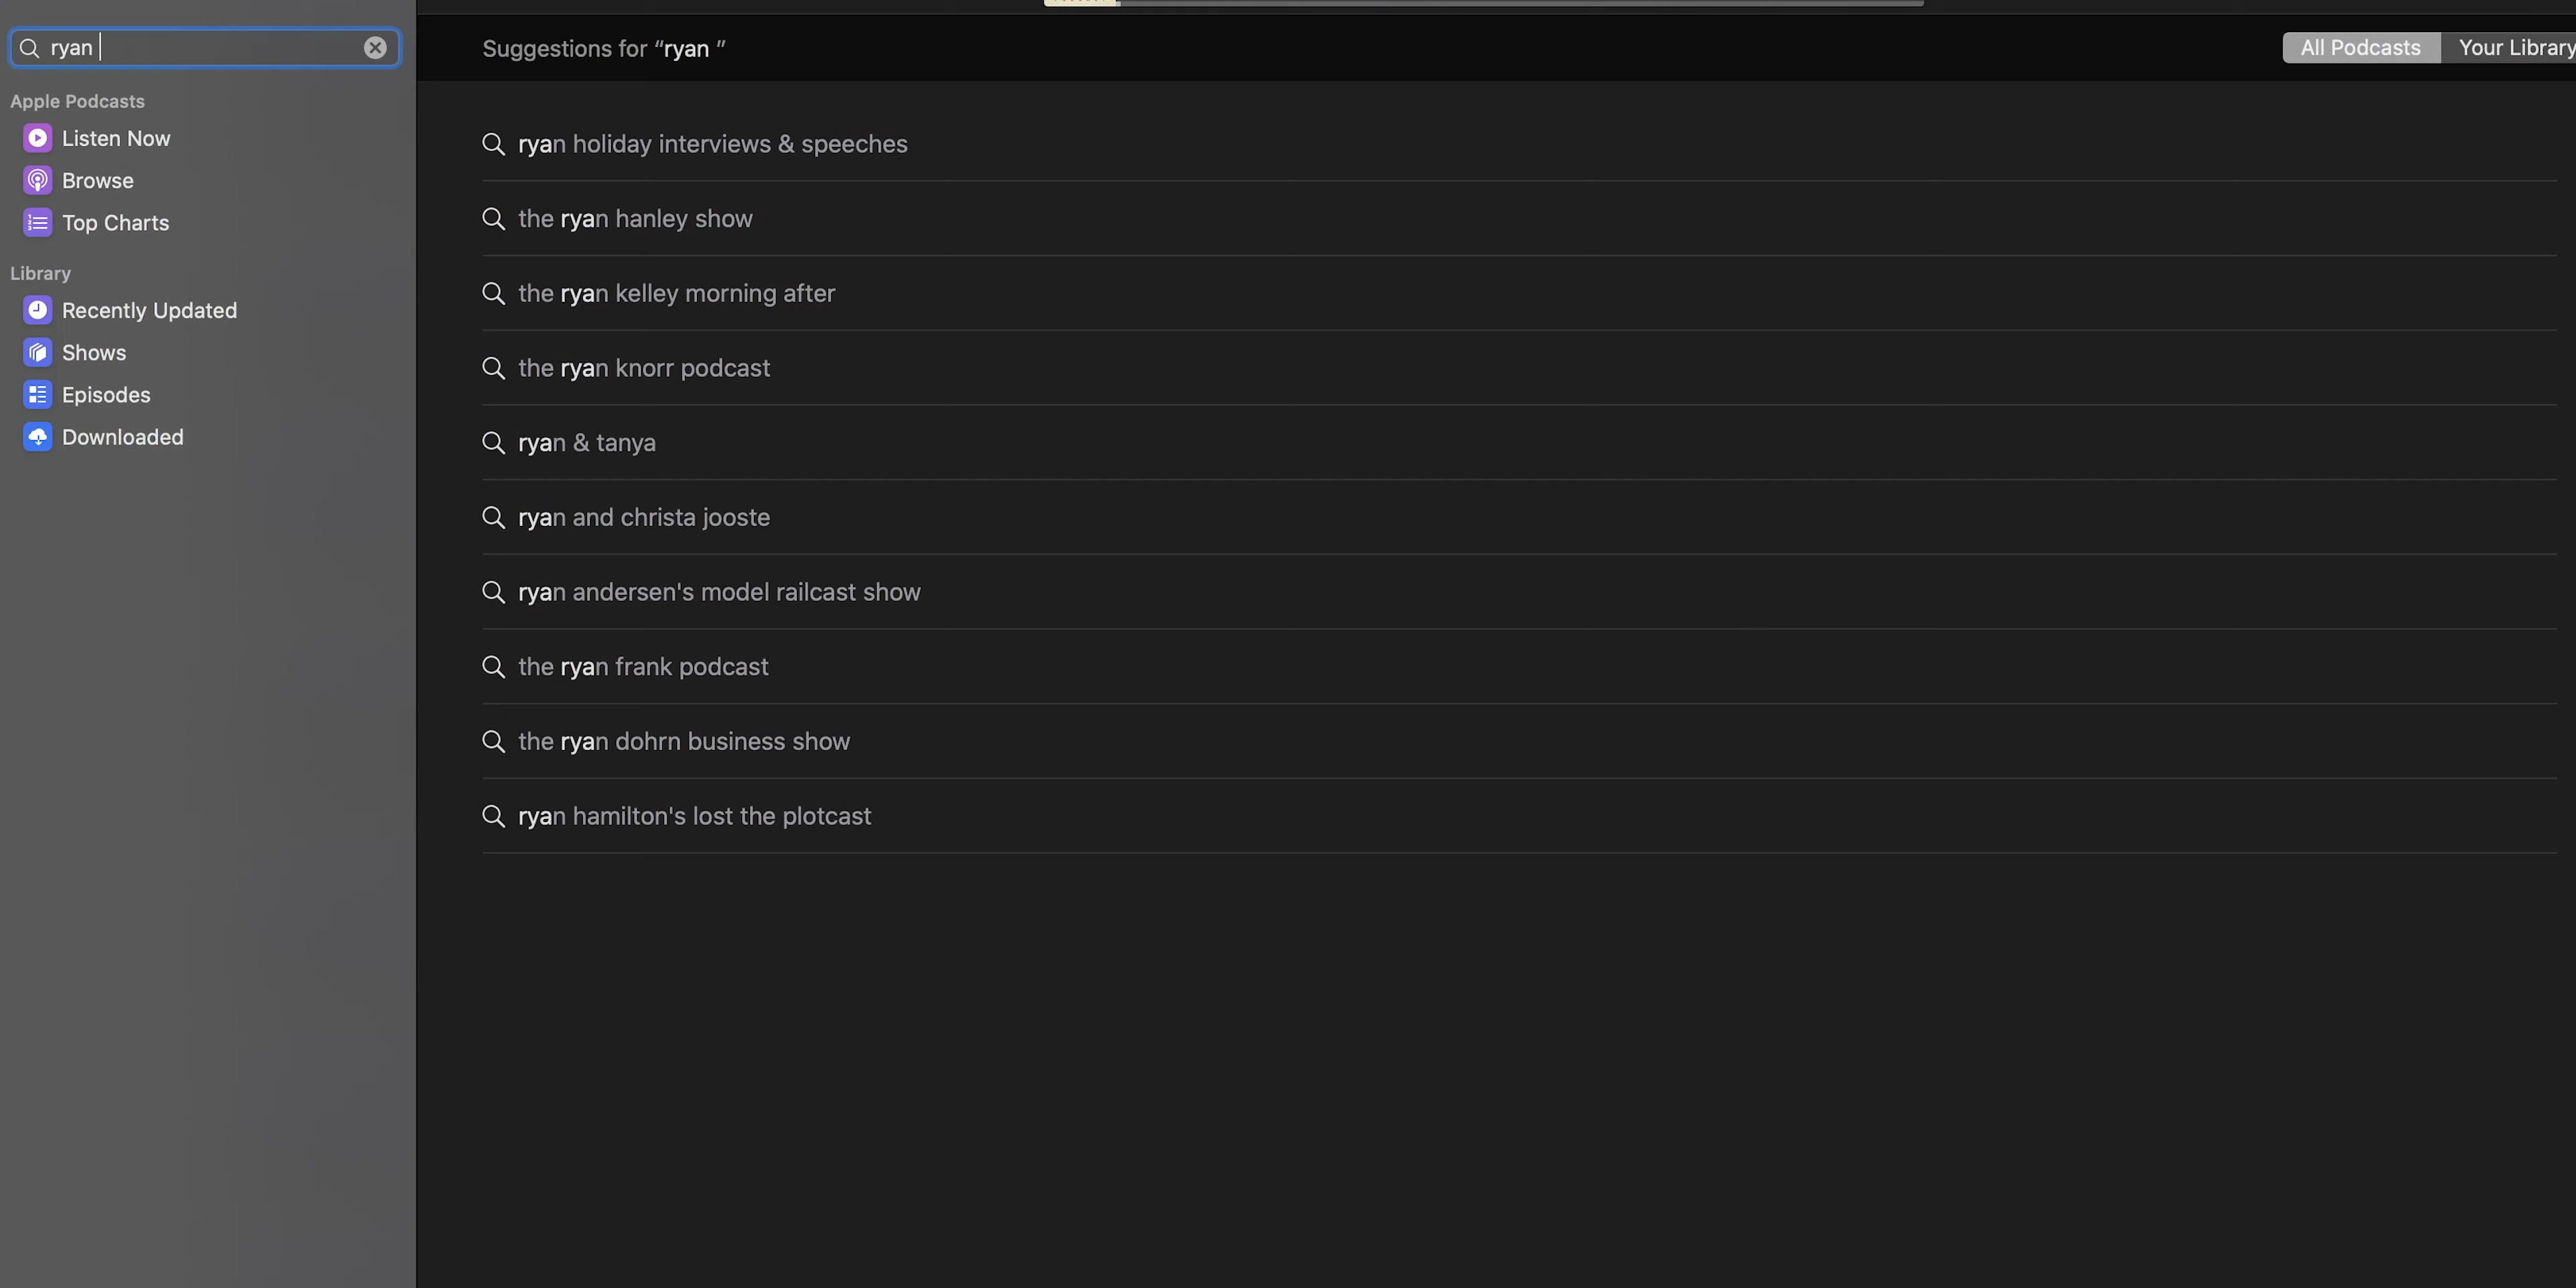 ryan
Apple Podcasts
Listen Now
Browse
Top Charts
Library
Recently Updated
Shows
Episodes
Downloaded
Suggestions for “ryan ”
All Podcasts
Your Library
ryan holiday interviews & speeches
the ryan hanley show
the ryan kelley morning after
the ryan knorr podcast
ryan & tanya
ryan and christa jooste
ryan andersen's model railcast show
the ryan frank podcast
the ryan dohrn business show
ryan hamilton's lost the plotcast